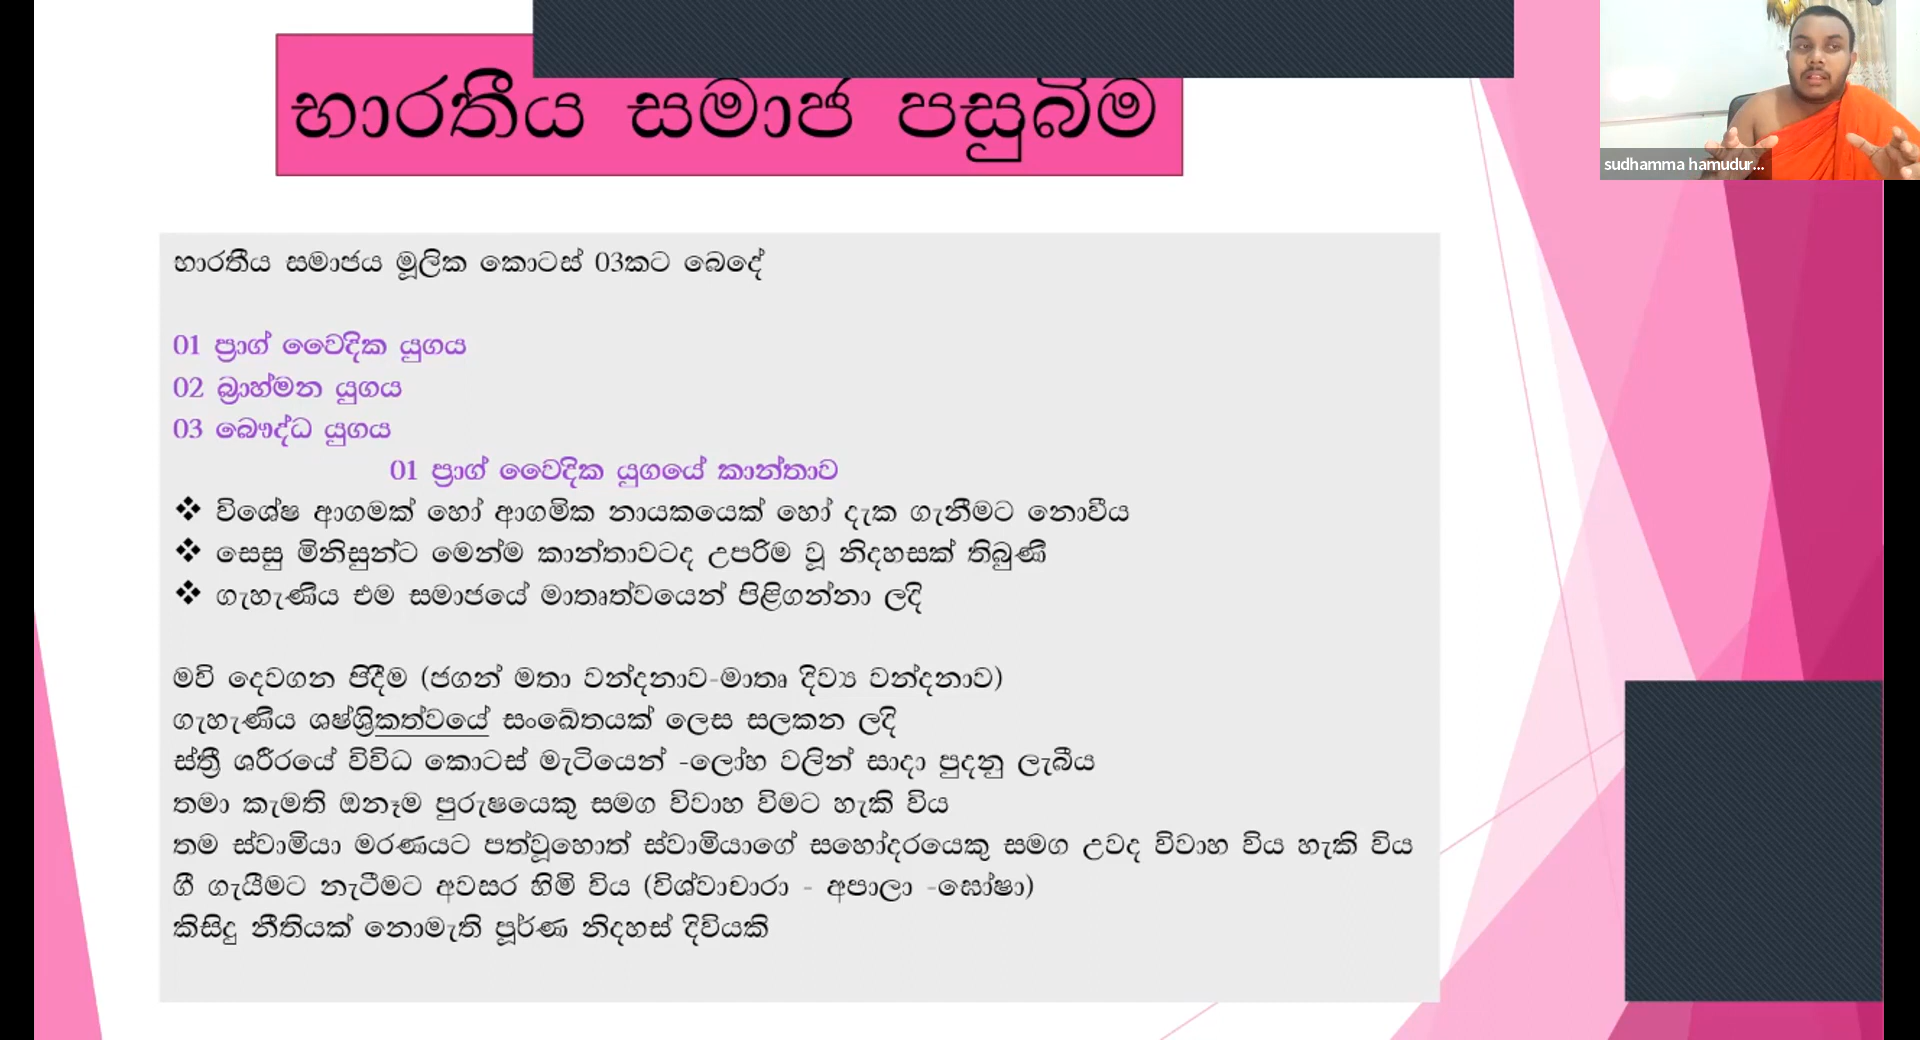 භාරතීය සමාජ පසුබිම
sudhamma hamudur...
භාරතීය සමාජය මූලික කොටස් 03කට බෙදේ
01 ප්‍රාග් වෛදික යුගය
02 බ්‍රාහ්මන යුගය
03 බෞද්ධ යුගය
01 ප්‍රාග් වෛදික යුගයේ කාන්තාව
❖ විශේෂ ආගමක් හෝ ආගමික නායකයෙක් හෝ දැක ගැනීමට නොවීය
❖ සෙසු මිනිසුන්ට මෙන්ම කාන්තාවටද උපරිම වූ නිදහසක් තිබුණි
❖ ගැහැණිය එම සමාජයේ මාතෘත්වයෙන් පිළිගන්නා ලදි
මව් දෙවගන පිදීම (ජගන් මතා වන්දනාව-මාතෘ දිව්‍ය වන්දනාව)
ගැහැණිය ශෂ්ශ්‍රිකත්වයේ සංඛේතයක් ලෙස සලකන ලදි
ස්ත්‍රී ශරීරයේ විවිධ කොටස් මැටියෙන් -ලෝහ වලින් සාදා පුදනු ලැබීය
තමා කැමති ඔනෑම පුරුෂයෙකු සමග විවාහ විමට හැකි විය
තම ස්වාමියා මරණයට පත්වූහොත් ස්වාමියාගේ සහෝදරයෙකු සමග උවද විවාහ විය හැකි විය
ගී ගැයීමට නැටීමට අවසර හිමි විය (විශ්වාචාරා - අපාලා -ඝෝෂා)
කිසිදු නීතියක් නොමැති පූර්ණ නිදහස් දිවියකි